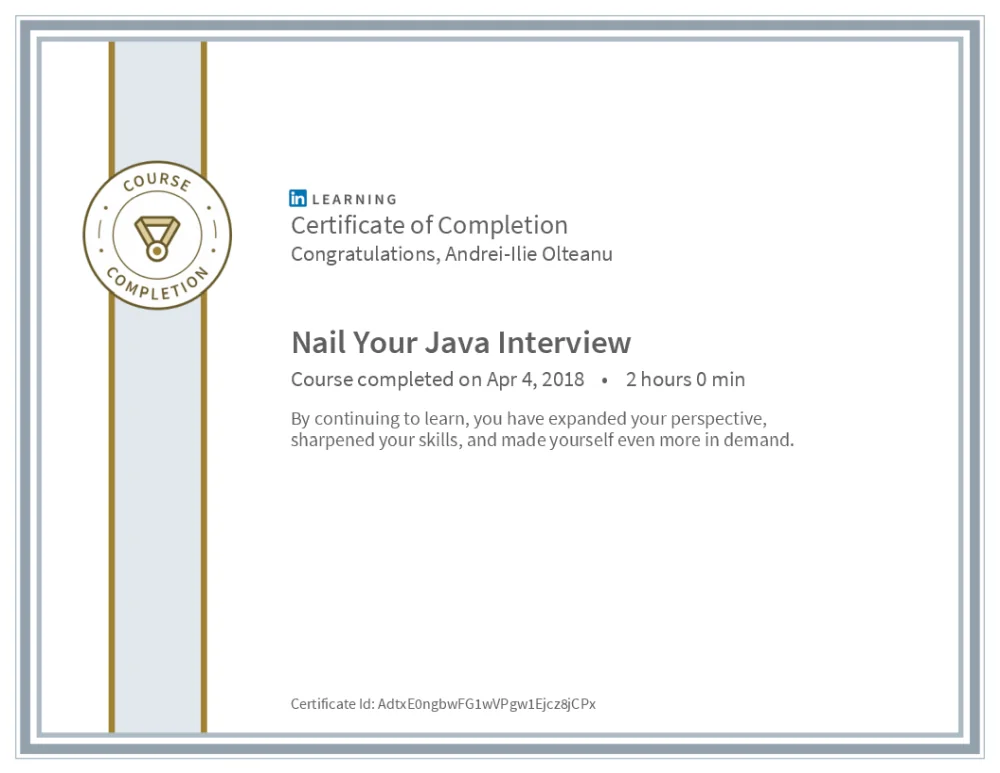 COURSE
COMPLETION
in LEARNING
Certificate of Completion
Congratulations, Andrei-Ilie Olteanu
Nail Your Java Interview
Course completed on Apr 4, 2018 • 2 hours 0 min
By continuing to learn, you have expanded your perspective,
sharpened your skills, and made yourself even more in demand.
Certificate Id: AdtxE0ngbwFG1wVPgw1Ejcz8jCPx